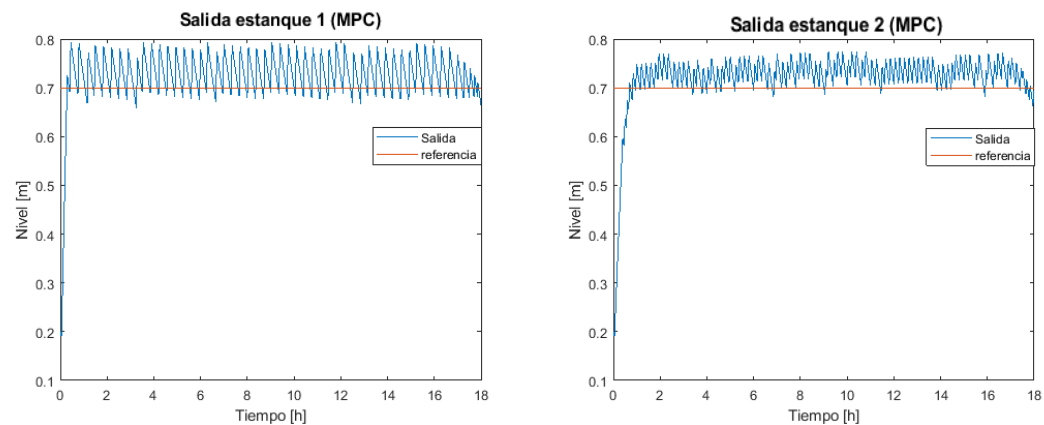 Salida estanque 1 (MPC)
0.8
0.7
0.6
0.5
0.4
0.3
0.2
0.1
Nivel [m]
Salida
referencia
0 2 4 6 8 10 12 14 16 18
Tiempo [h]
Salida estanque 2 (MPC)
0.8
0.7
0.6
0.5
0.4
0.3
0.2
0.1
Nivel [m]
Salida
referencia
0 2 4 6 8 10 12 14 16 18
Tiempo [h]